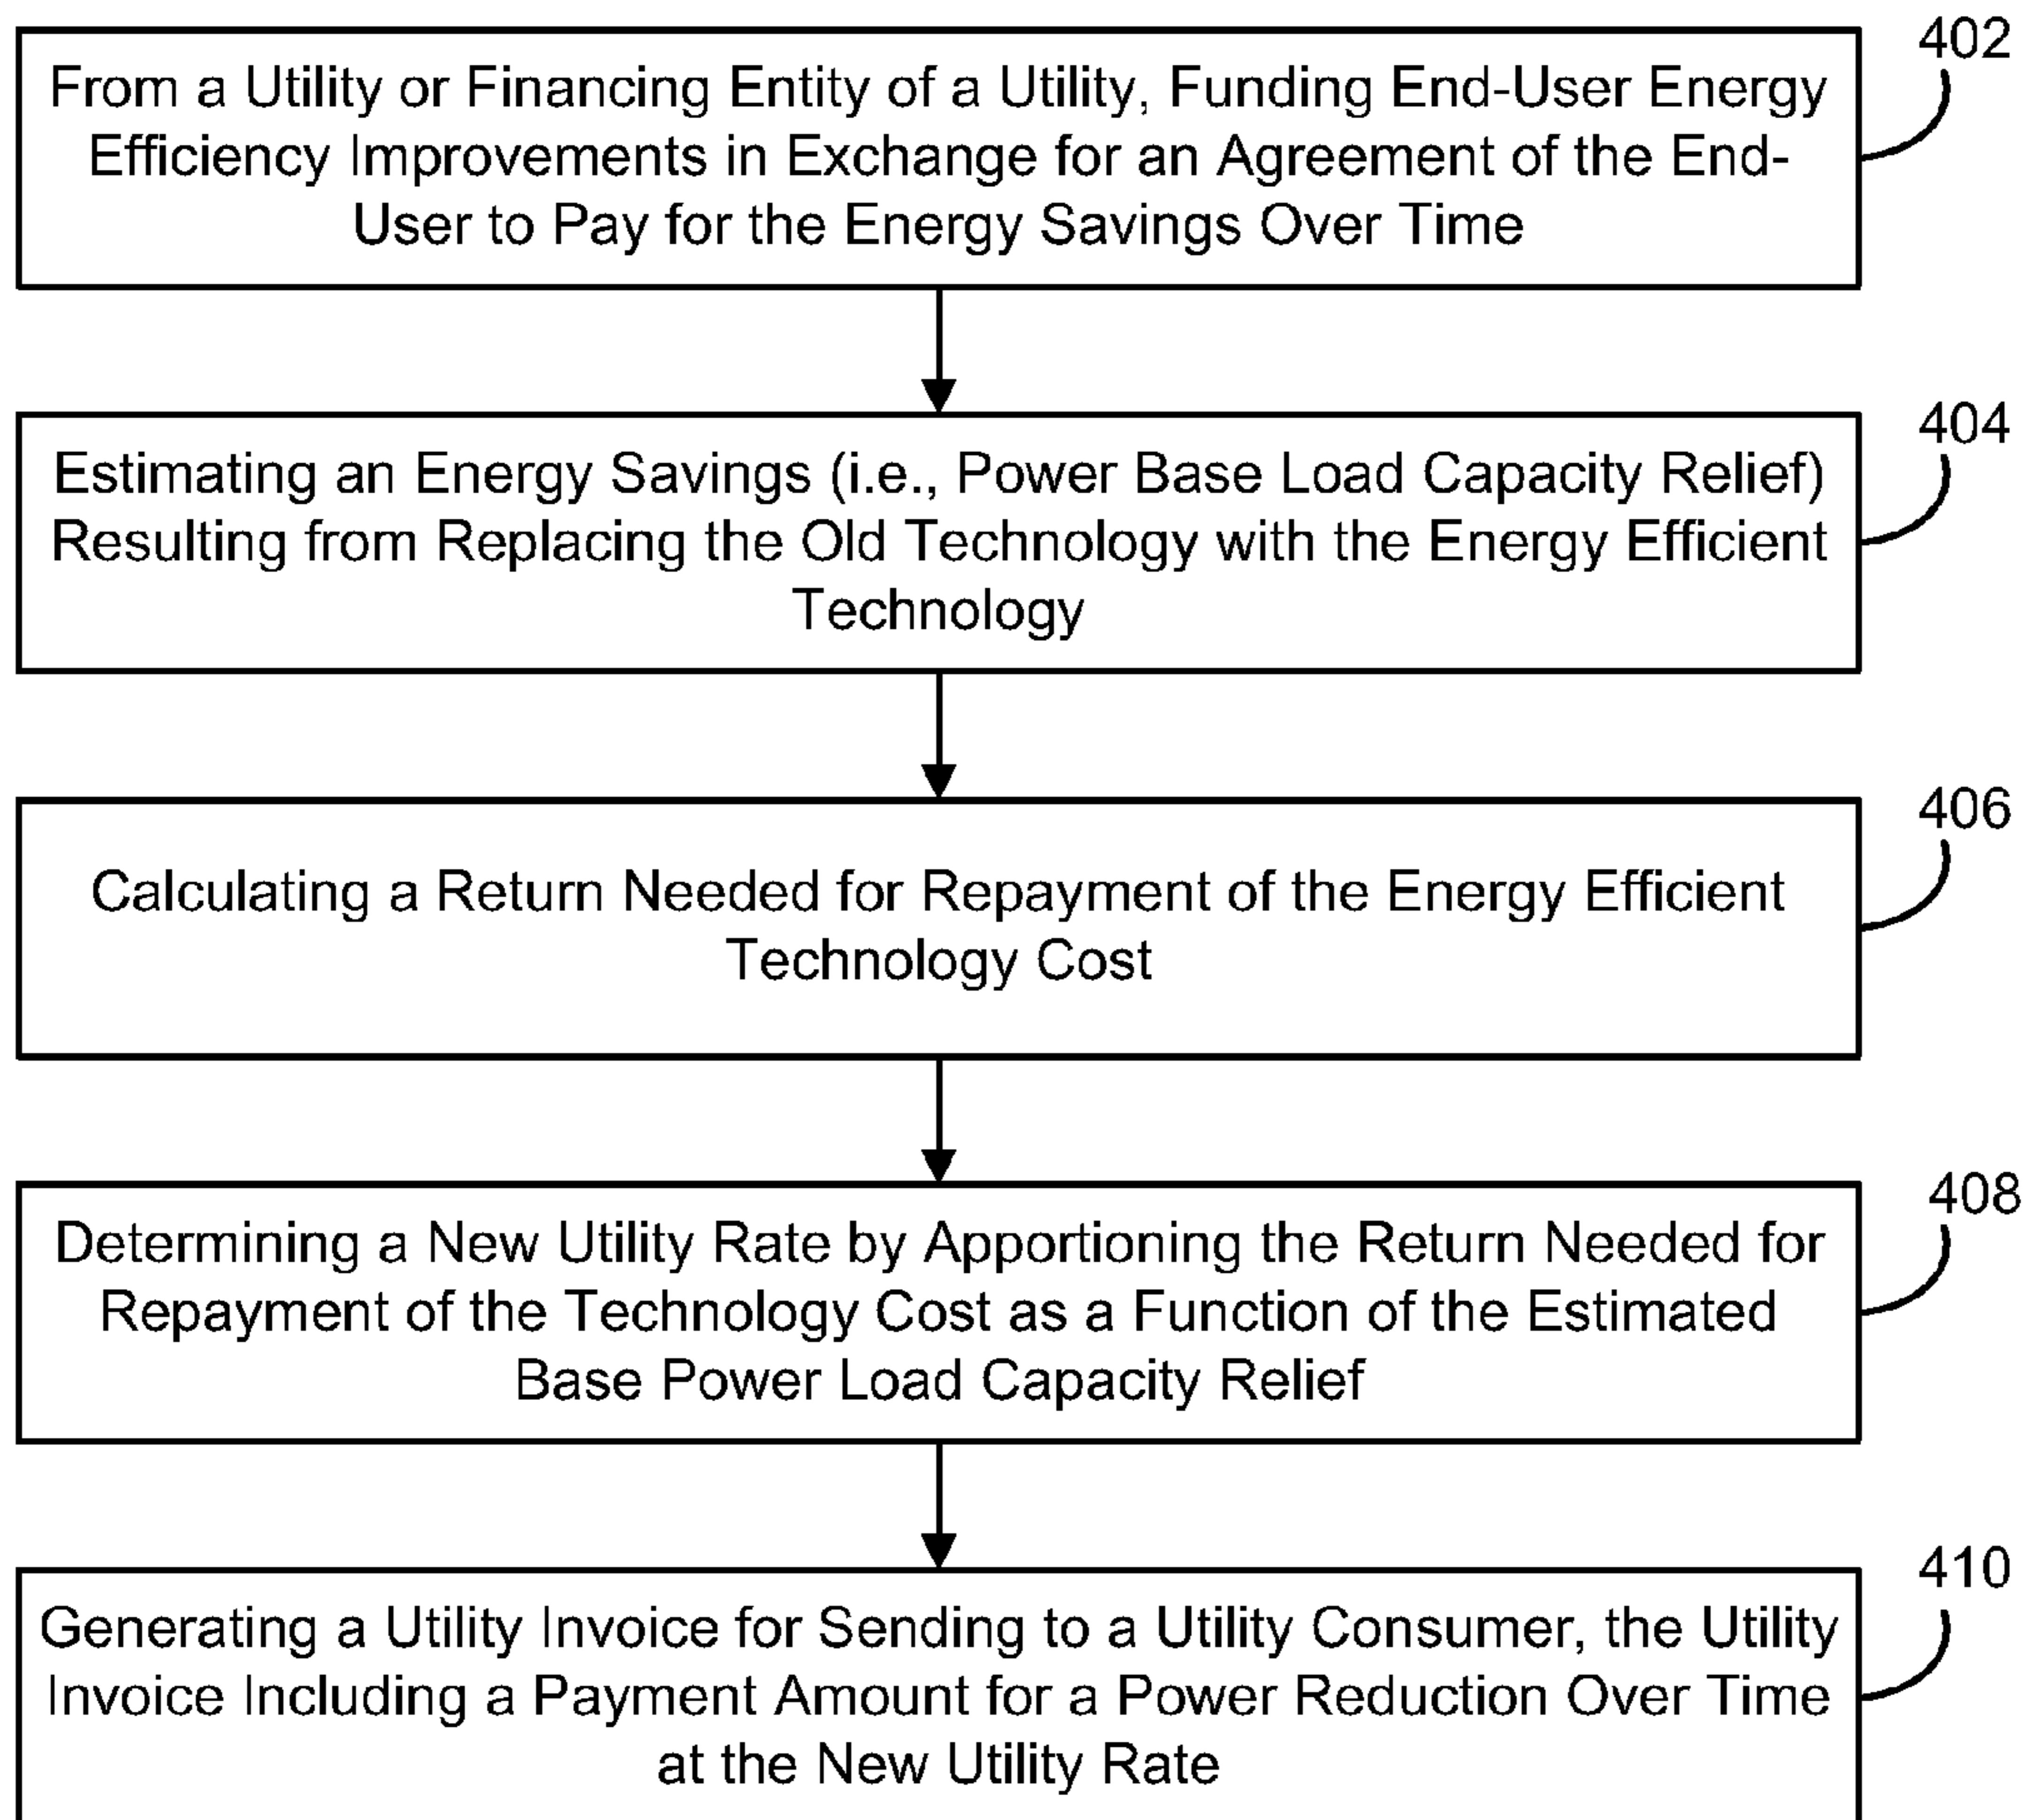 402
From a Utility or Financing Entity of a Utility, Funding End-User Energy
Efficiency Improvements in Exchange for an Agreement of the End-
User to Pay for the Energy Savings Over Time
404
Estimating an Energy Savings (i.e., Power Base Load Capacity Relief)
Resulting from Replacing the Old Technology with the Energy Efficient
Technology
406
Calculating a Return Needed for Repayment of the Energy Efficient
Technology Cost
408
Determining a New Utility Rate by Apportioning the Return Needed for
Repayment of the Technology Cost as a Function of the Estimated
Base Power Load Capacity Relief
410
Generating a Utility Invoice for Sending to a Utility Consumer, the Utility
Invoice Including a Payment Amount for a Power Reduction Over Time
at the New Utility Rate